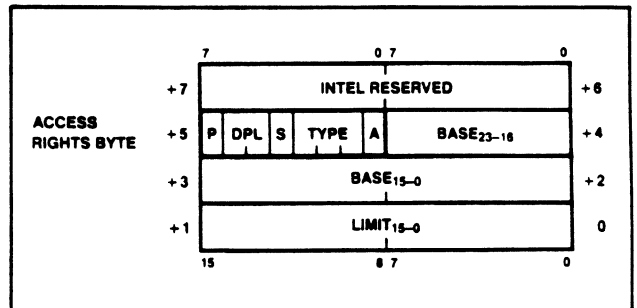 7 0 7 0
+7 INTEL RESERVED +6
ACCESS RIGHTS BYTE +5 P DPL S TYPE A BASE23–16 +4
+3 BASE15–0 +2
+1 LIMIT15–0 0
15 8 7 0